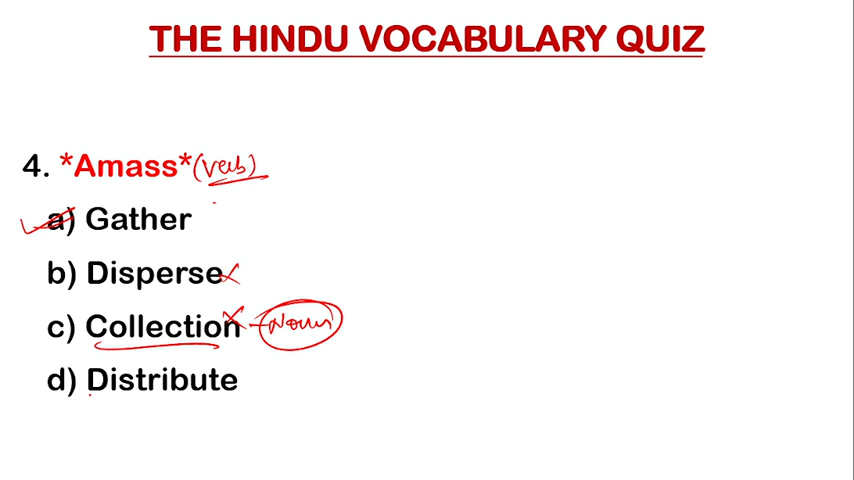 THE HINDU VOCABULARY QUIZ
4. *Amass* (verb)
a) Gather
b) Disperse
c) Collection - Noun
d) Distribute